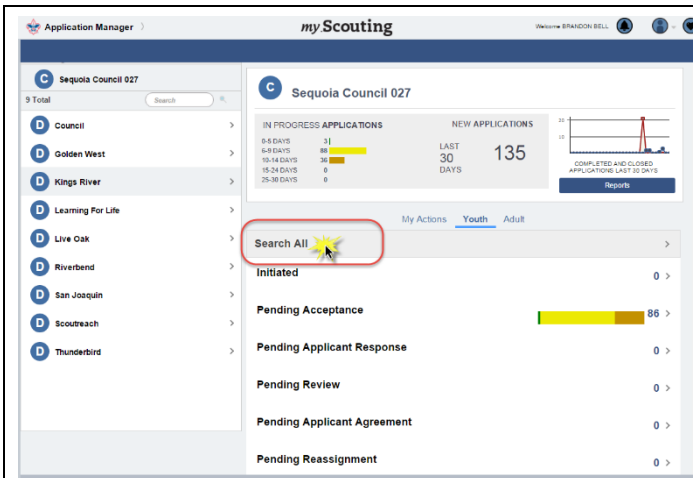 Application Manager
my.Scouting
Welcome BRANDON BELL
C Sequoia Council 027
9 Total
Search
D Council
D Golden West
D Kings River
D Learning For Life
D Live Oak
D Riverbend
D San Joaquin
D Scoutreach
D Thunderbird
C Sequoia Council 027
IN PROGRESS APPLICATIONS
0-5 DAYS 3
6-9 DAYS 88
10-14 DAYS 36
15-24 DAYS 0
25-30 DAYS 0
NEW APPLICATIONS
LAST
30
DAYS
135
20
10
COMPLETED AND CLOSED
APPLICATIONS LAST 30 DAYS
Reports
My Actions Youth Adult
Search All
Initiated 0
Pending Acceptance 86
Pending Applicant Response 0
Pending Review 0
Pending Applicant Agreement 0
Pending Reassignment 0